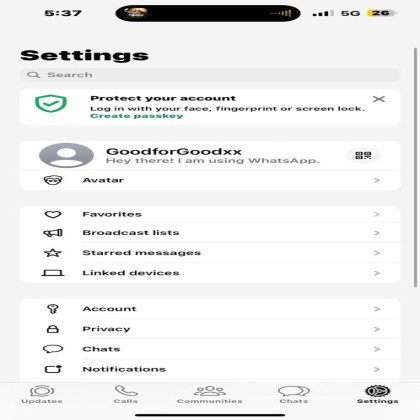 5:37
5G
26
Settings
Search
Protect your account
Log in with your face, fingerprint or screen lock.
Create passkey
GoodforGoodxx
Hey there! I am using WhatsApp.
Avatar
Favorites
Broadcast lists
Starred messages
Linked devices
Account
Privacy
Chats
Notifications
Updates
Calls
Communities
Chats
Settings